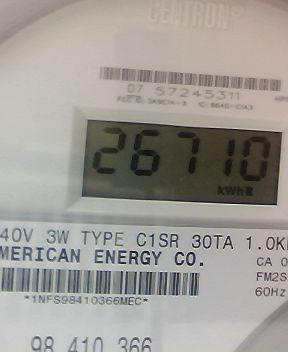 CENTRON®
07 57245311
26710
kWh
40V 3W TYPE C1SR 30TA 1.0K
MERICAN ENERGY CO.
CA 0
FM2S
60Hz
*1NFS98410366MEC*
98 410 366